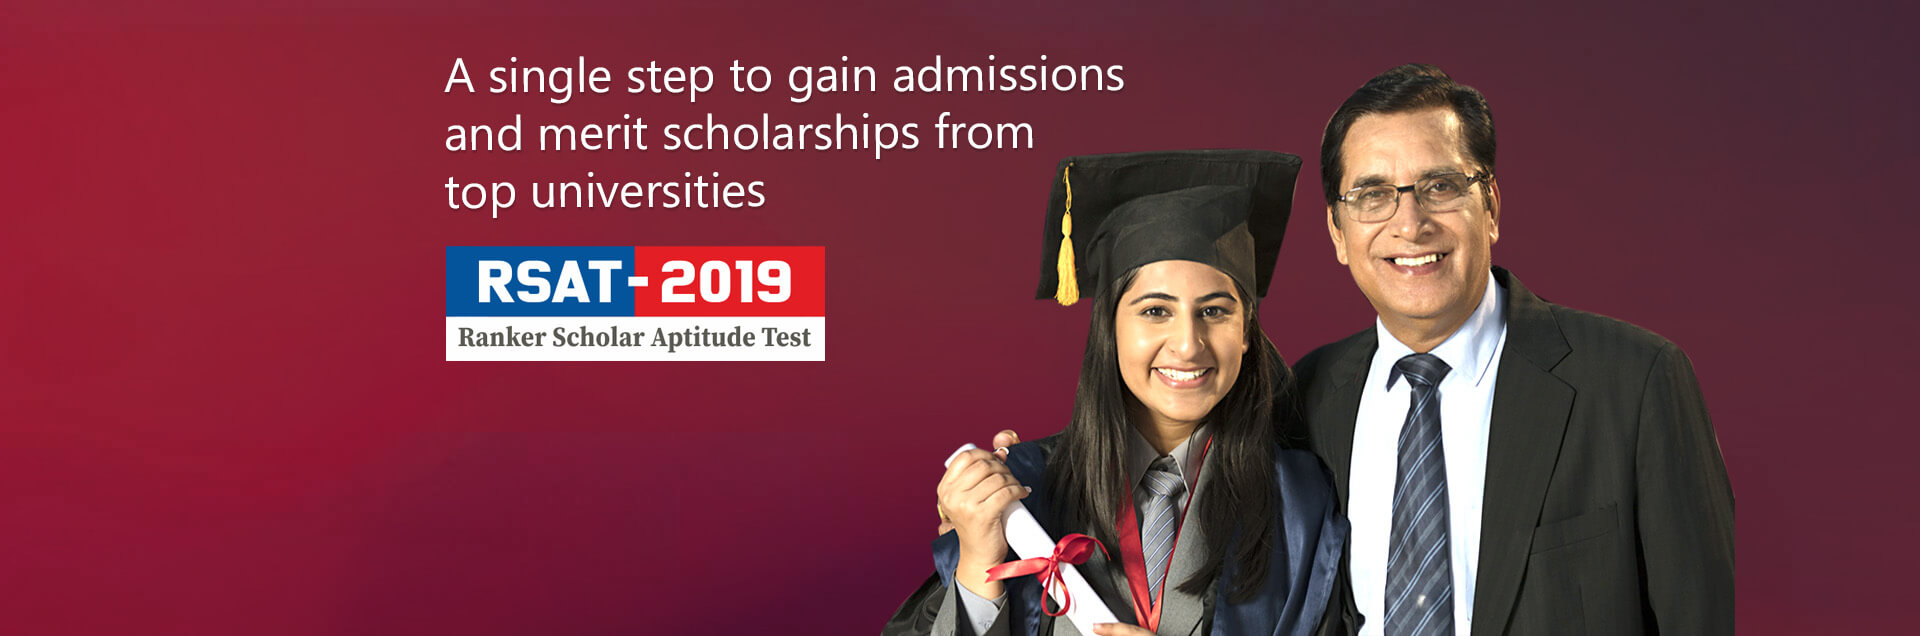 A single step to gain admissions
and merit scholarships from
top universities
RSAT-2019
Ranker Scholar Aptitude Test